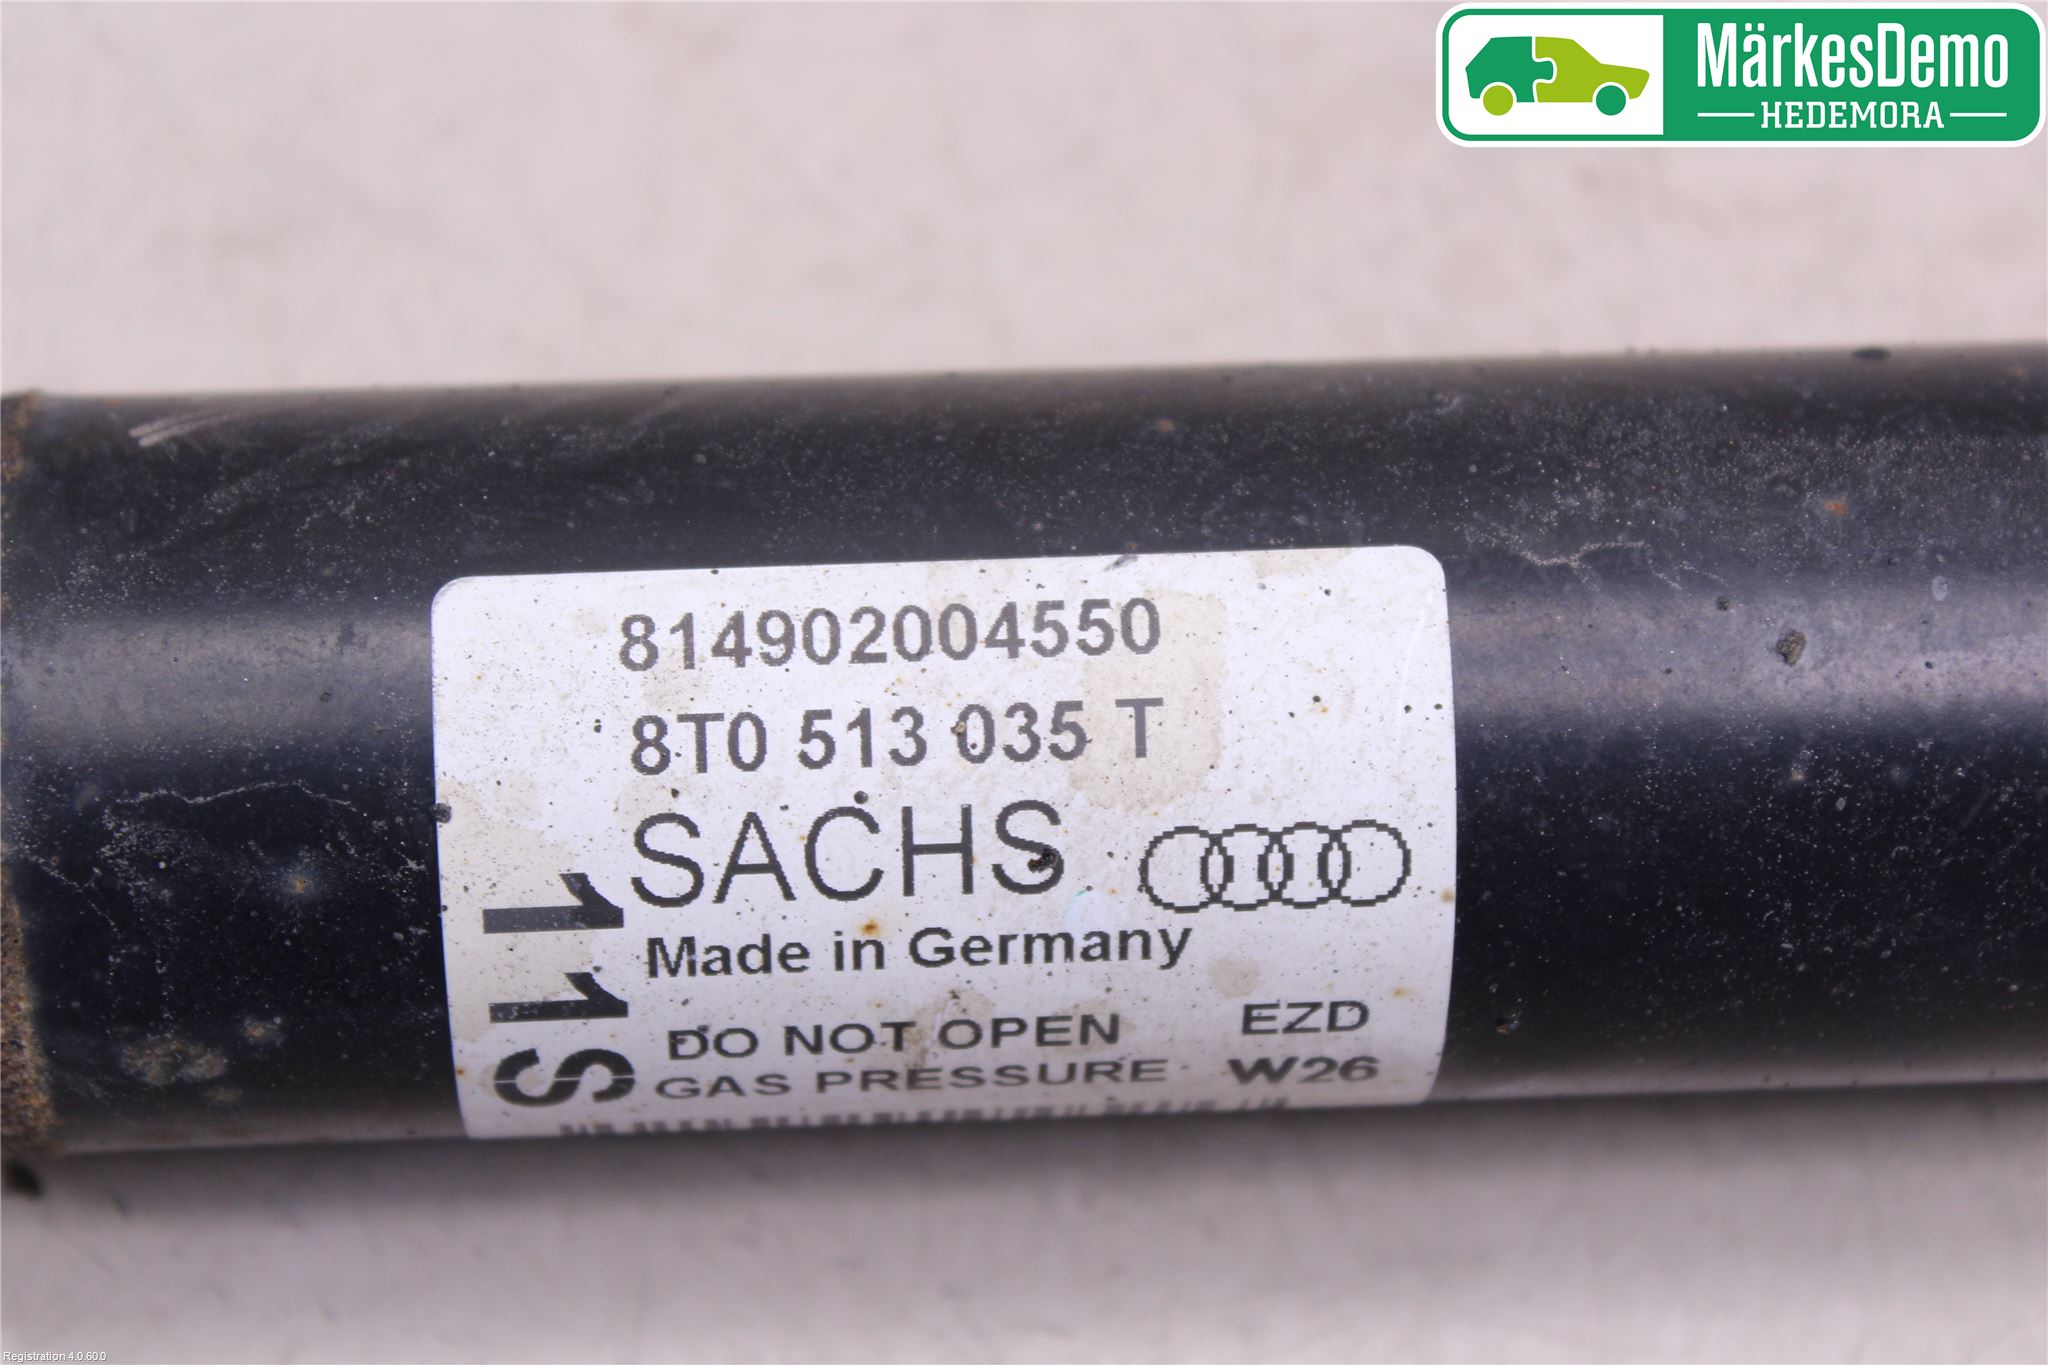 MärkesDemo
HEDEMORA
814902004550
8T0 513 035 T
SACHS
Made in Germany
DO NOT OPEN EZD
GAS PRESSURE W26
11S
Registration 4.0.60.0